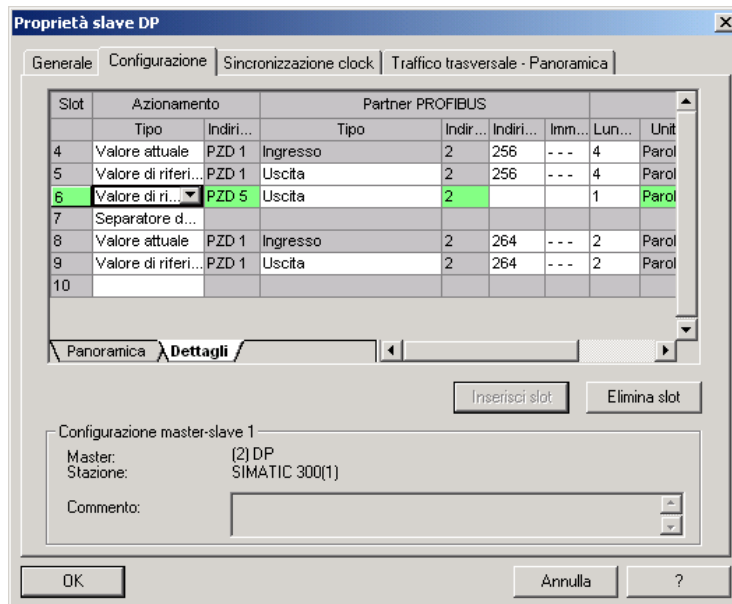 Proprietà slave DP
Generale Configurazione Sincronizzazione clock Traffico trasversale - Panoramica
Slot Azionamento Partner PROFIBUS
Tipo Indiri... Tipo Indir... Indiri... Imm... Lun... Unit
4 Valore attuale PZD 1 Ingresso 2 256 - - - 4 Parol
5 Valore di riferi... PZD 1 Uscita 2 256 - - - 4 Parol
6 Valore di ri... PZD 5 Uscita 2 1 Parol
7 Separatore d...
8 Valore attuale PZD 1 Ingresso 2 264 - - - 2 Parol
9 Valore di riferi... PZD 1 Uscita 2 264 - - - 2 Parol
10
Panoramica Dettagli
Inserisci slot Elimina slot
Configurazione master-slave 1
Master: (2) DP
Stazione: SIMATIC 300(1)
Commento:
OK Annulla ?